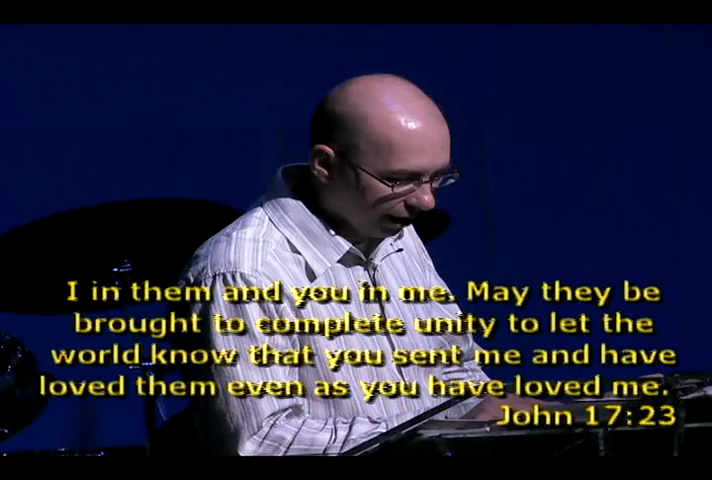 I in them and you in me. May they be
brought to complete unity to let the
world know that you sent me and have
loved them even as you have loved me.
John 17:23